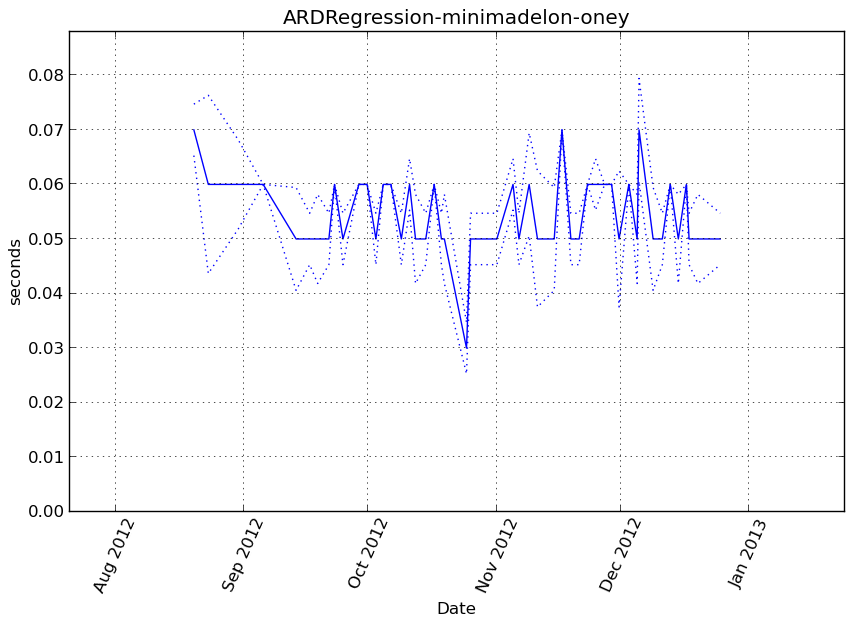 ARDRegression-minimadelon-oney
0.08
0.07
0.06
0.05
0.04
0.03
0.02
0.01
0.00
seconds
Aug 2012
Sep 2012
Oct 2012
Nov 2012
Dec 2012
Jan 2013
Date